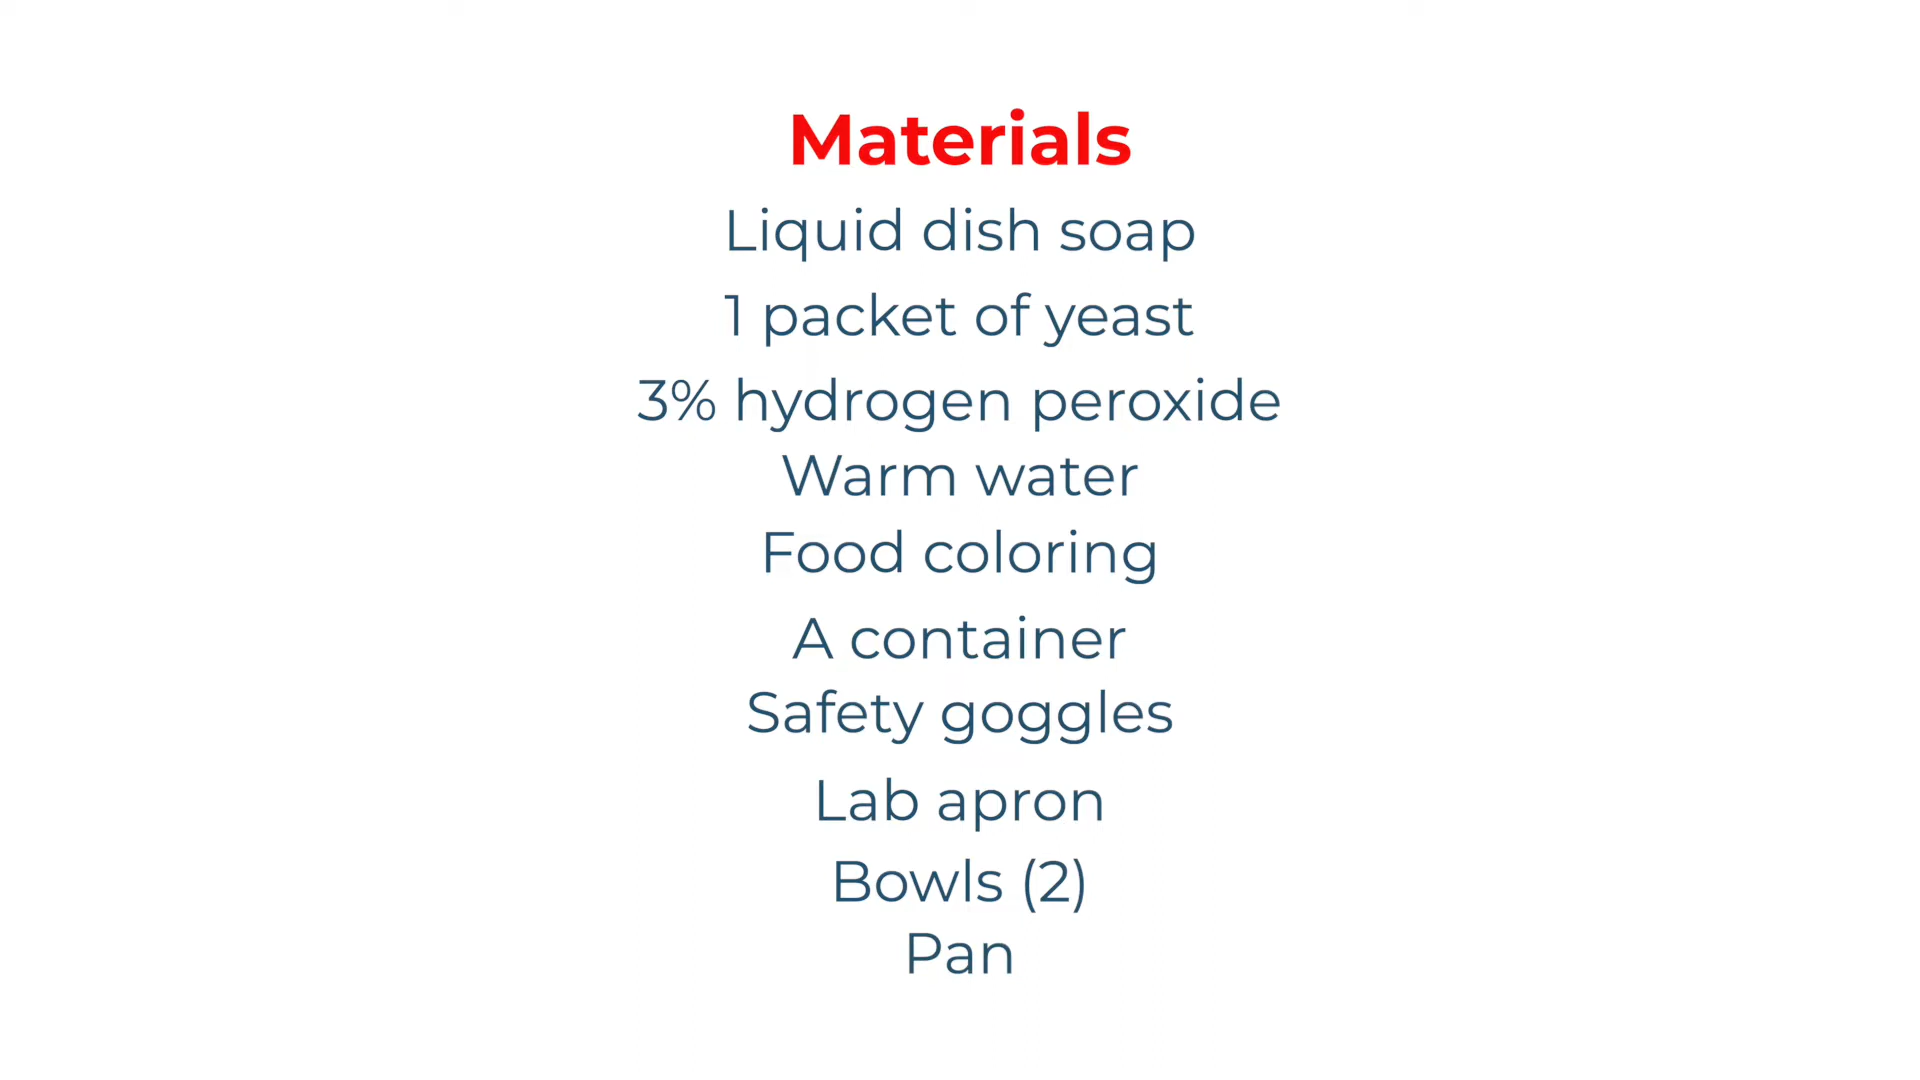 Materials
Liquid dish soap
1 packet of yeast
3% hydrogen peroxide
Warm water
Food coloring
A container
Safety goggles
Lab apron
Bowls (2)
Pan